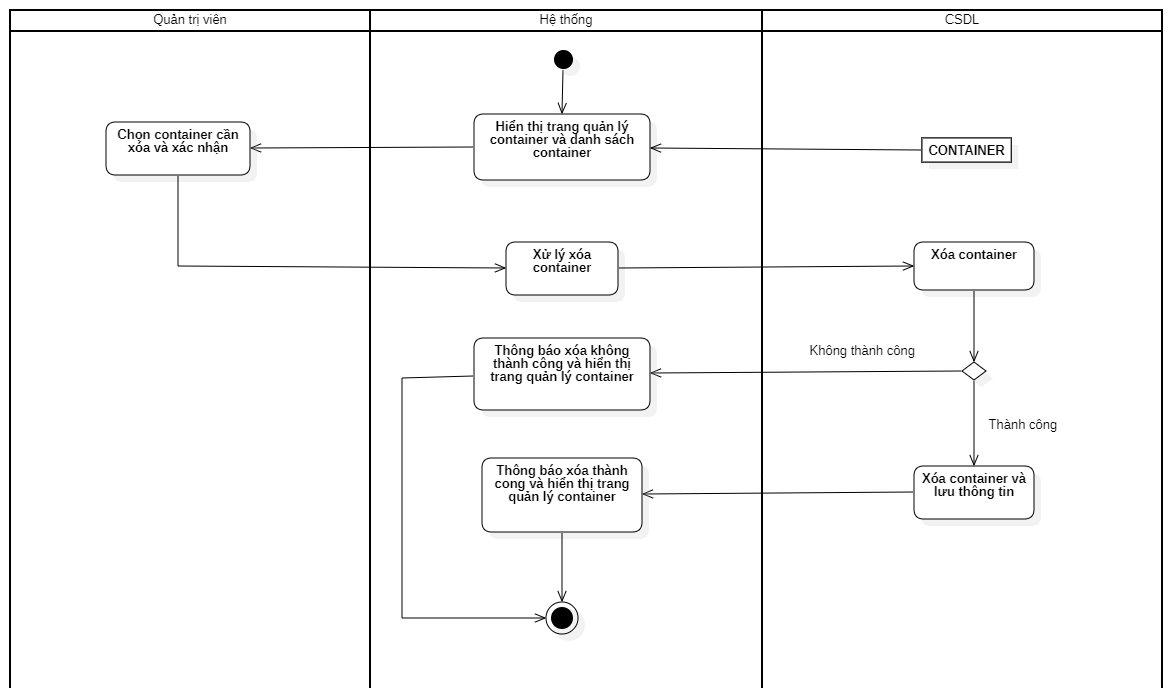 Quản trị viên
Hệ thống
CSDL
Hiển thị trang quản lý
container và danh sách
container
Chọn container cần
xóa và xác nhận
CONTAINER
Xử lý xóa
container
Xóa container
Thông báo xóa không
thành công và hiển thị
trang quản lý container
Không thành công
Thành công
Thông báo xóa thành
cong và hiển thị trang
quản lý container
Xóa container và
lưu thông tin